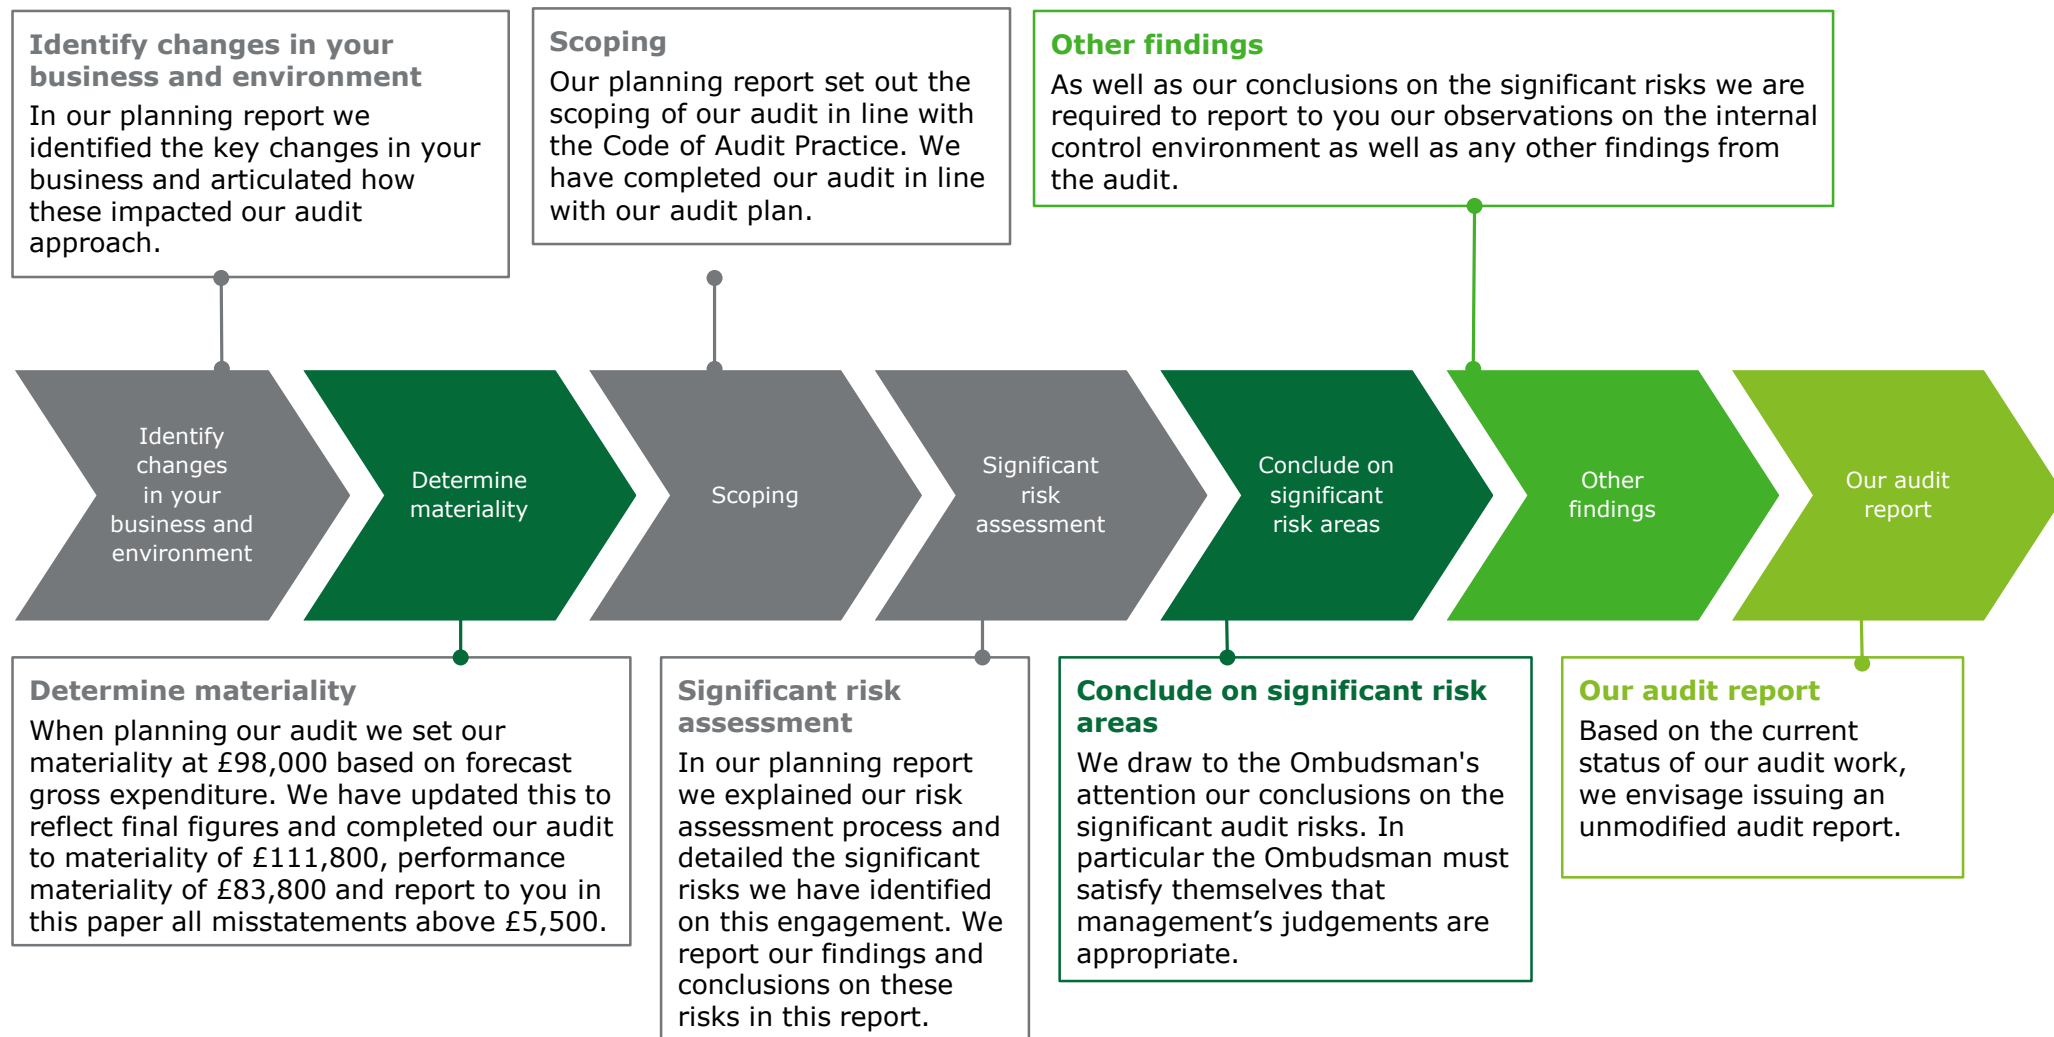 Identify changes in your
business and environment
In our planning report we
identified the key changes in your
business and articulated how
these impacted our audit
approach.
Scoping
Our planning report set out the
scoping of our audit in line with
the Code of Audit Practice. We
have completed our audit in line
with our audit plan.
Other findings
As well as our conclusions on the significant risks we are
required to report to you our observations on the internal
control environment as well as any other findings from
the audit.
Identify
changes
in your
business and
environment
Determine
materiality
Scoping
Significant
risk
assessment
Conclude on
significant
risk areas
Other
findings
Our audit
report
Determine materiality
When planning our audit we set our
materiality at £98,000 based on forecast
gross expenditure. We have updated this to
reflect final figures and completed our audit
to materiality of £111,800, performance
materiality of £83,800 and report to you in
this paper all misstatements above £5,500.
Significant risk
assessment
In our planning report
we explained our risk
assessment process and
detailed the significant
risks we have identified
on this engagement. We
report our findings and
conclusions on these
risks in this report.
Conclude on significant risk
areas
We draw to the Ombudsman's
attention our conclusions on the
significant audit risks. In
particular the Ombudsman must
satisfy themselves that
management’s judgements are
appropriate.
Our audit report
Based on the current
status of our audit work,
we envisage issuing an
unmodified audit report.